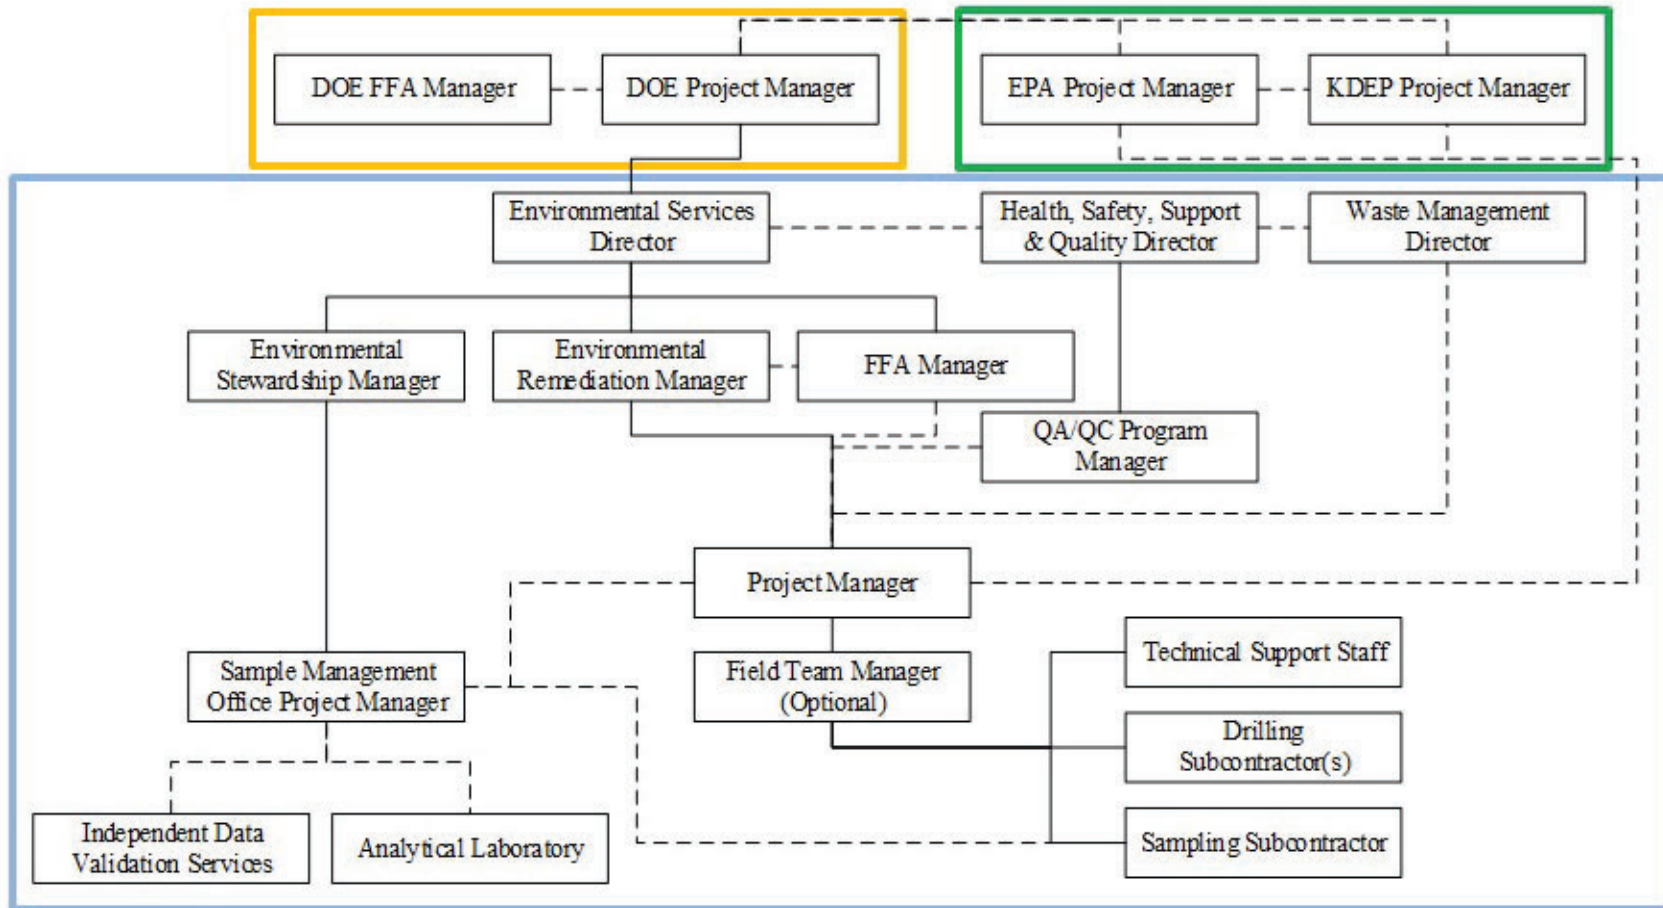 DOE FFA Manager
DOE Project Manager
EPA Project Manager
KDEP Project Manager
Environmental Services
Director
Health, Safety, Support
& Quality Director
Waste Management
Director
Environmental
Stewardship Manager
Environmental
Remediation Manager
FFA Manager
QA/QC Program
Manager
Project Manager
Sample Management
Office Project Manager
Field Team Manager
(Optional)
Technical Support Staff
Drilling
Subcontractor(s)
Sampling Subcontractor
Independent Data
Validation Services
Analytical Laboratory